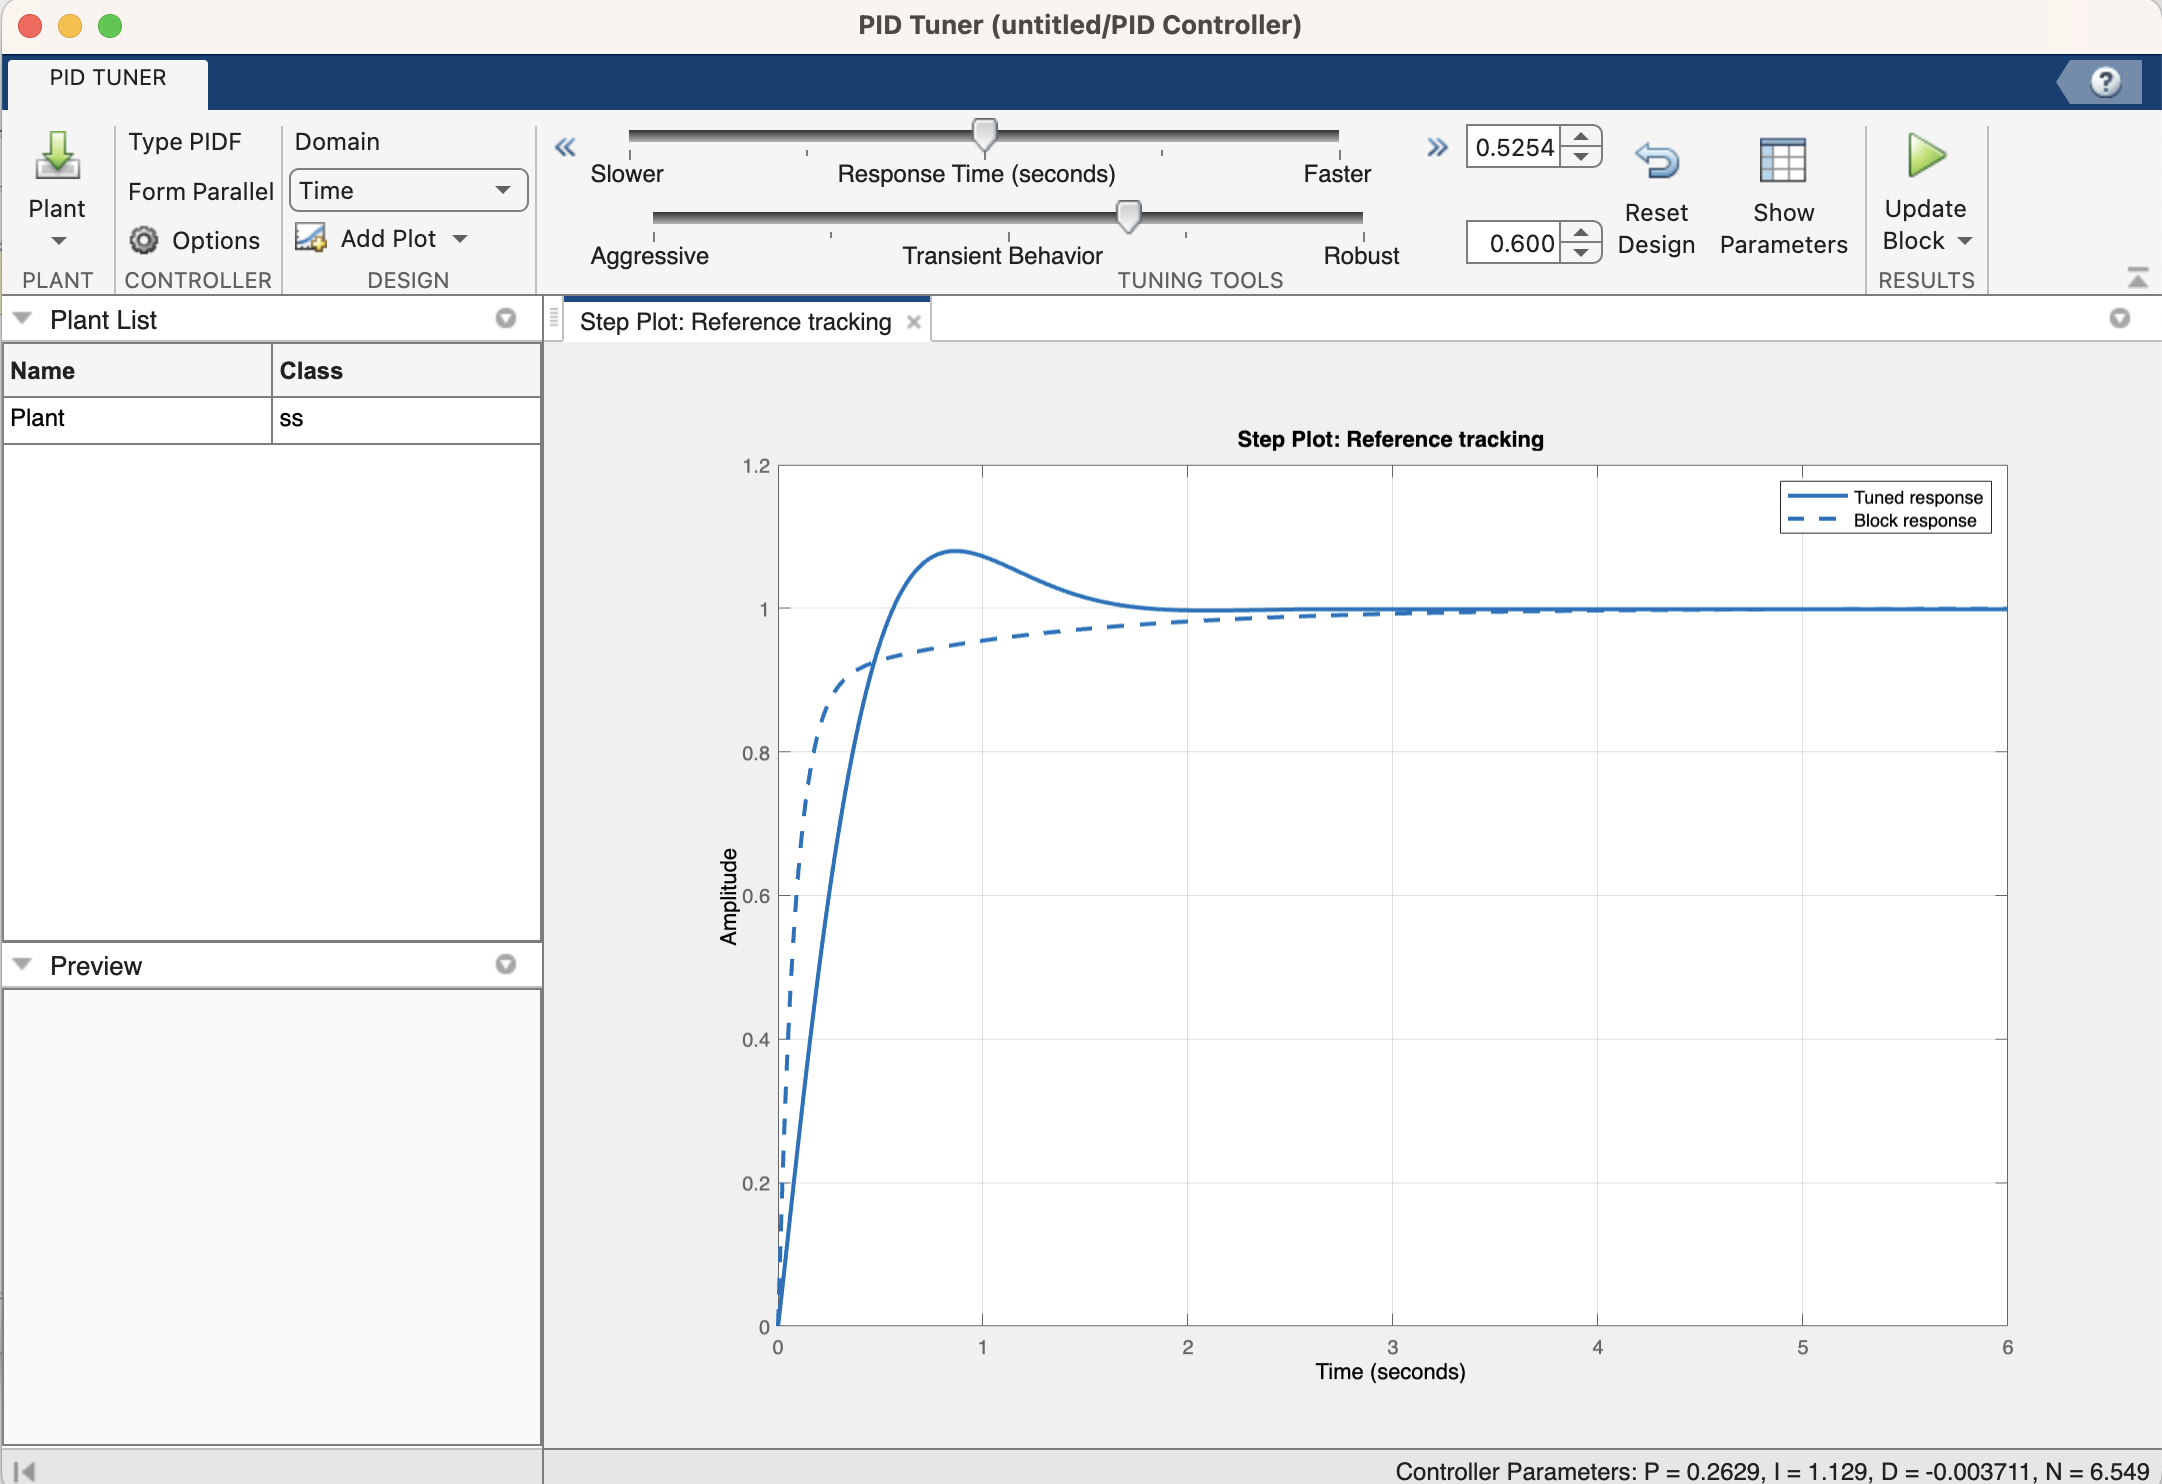 PID Tuner (untitled/PID Controller)
PID TUNER
?
Plant
PLANT
Type PIDF
Form Parallel
Options
CONTROLLER
Domain
Time
Add Plot
DESIGN
Slower
Response Time (seconds)
Faster
0.5254
Aggressive
Transient Behavior
Robust
0.600
TUNING TOOLS
Reset
Design
Show
Parameters
Update
Block
RESULTS
Plant List
Name Class
Plant ss
Preview
Step Plot: Reference tracking
Step Plot: Reference tracking
Tuned response
Block response
1.2
1
0.8
0.6
0.4
0.2
0
Amplitude
0 1 2 3 4 5 6
Time (seconds)
Controller Parameters: P = 0.2629, I = 1.129, D = -0.003711, N = 6.549